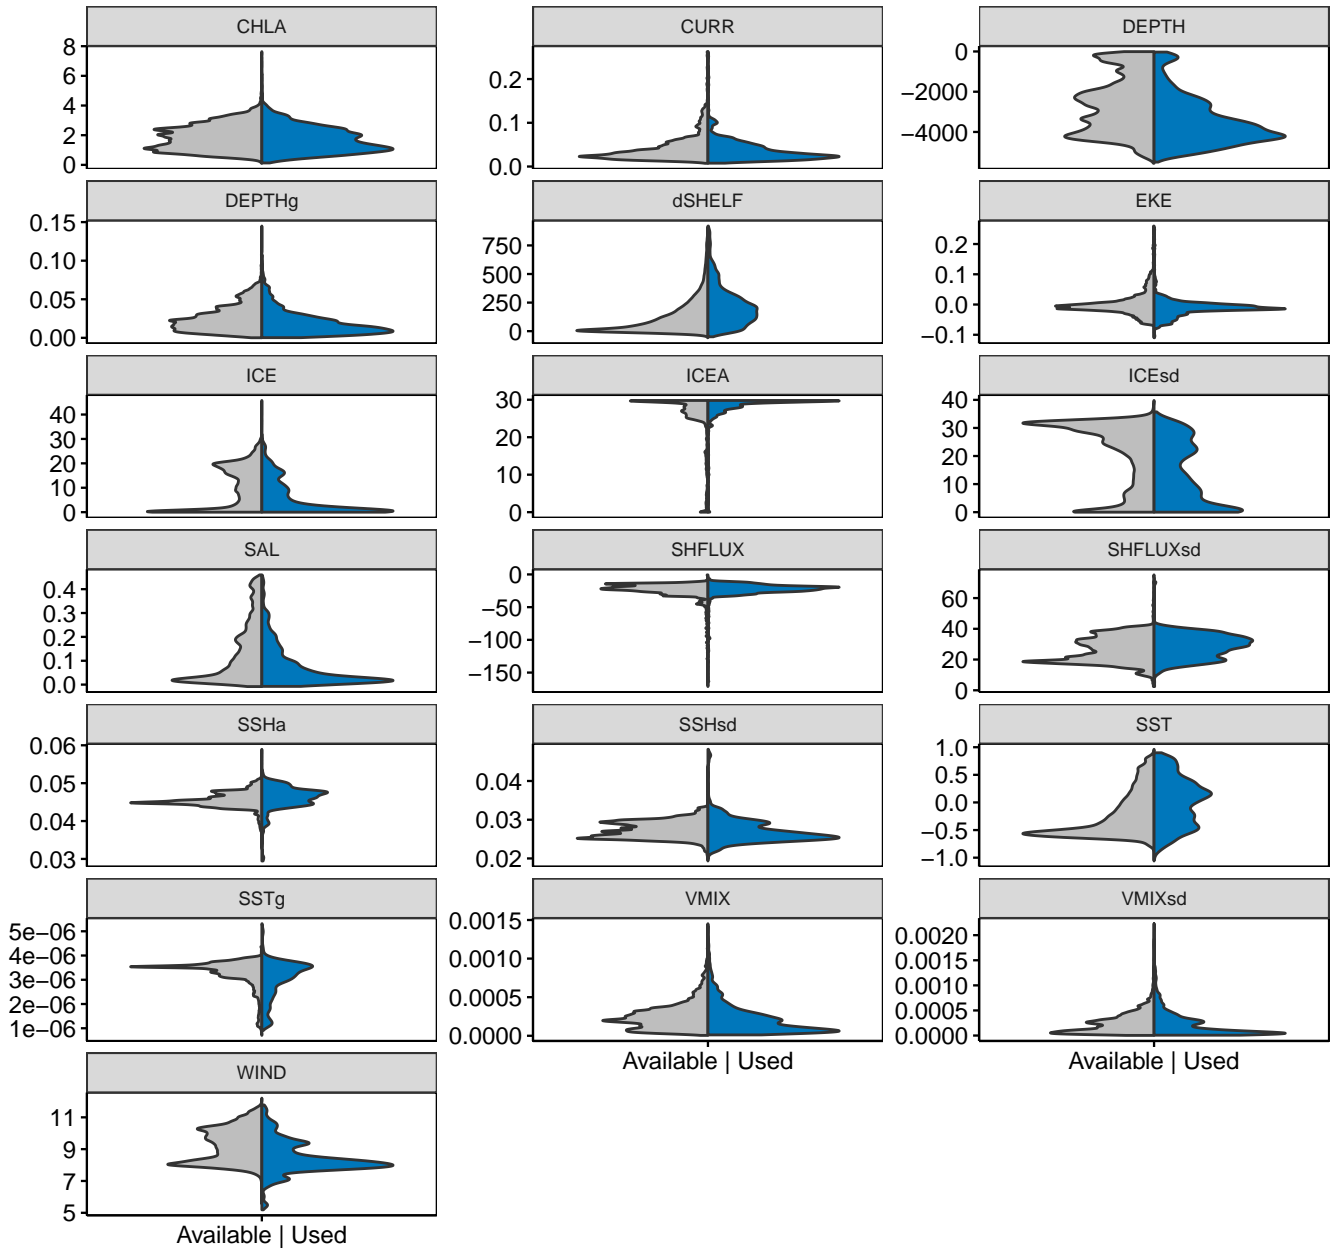 CHLA
CURR
DEPTH
8
6
4
2
0
0.2
0.1
0.0
0
−2000
−4000
DEPTHg
dSHELF
EKE
0.15
0.10
0.05
0.00
750
500
250
0
0.2
0.1
0.0
−0.1
ICE
ICEA
ICEsd
40
30
20
10
0
30
20
10
0
40
30
20
10
0
SAL
SHFLUX
SHFLUXsd
0.4
0.3
0.2
0.1
0.0
0
−50
−100
−150
60
40
20
0
SSHa
SSHsd
SST
0.06
0.05
0.04
0.03
0.04
0.03
0.02
1.0
0.5
0.0
−0.5
−1.0
SSTg
VMIX
VMIXsd
5e−06
4e−06
3e−06
2e−06
1e−06
0.0015
0.0010
0.0005
0.0000
0.0020
0.0015
0.0010
0.0005
0.0000
Available | Used
Available | Used
WIND
11
9
7
5
Available | Used